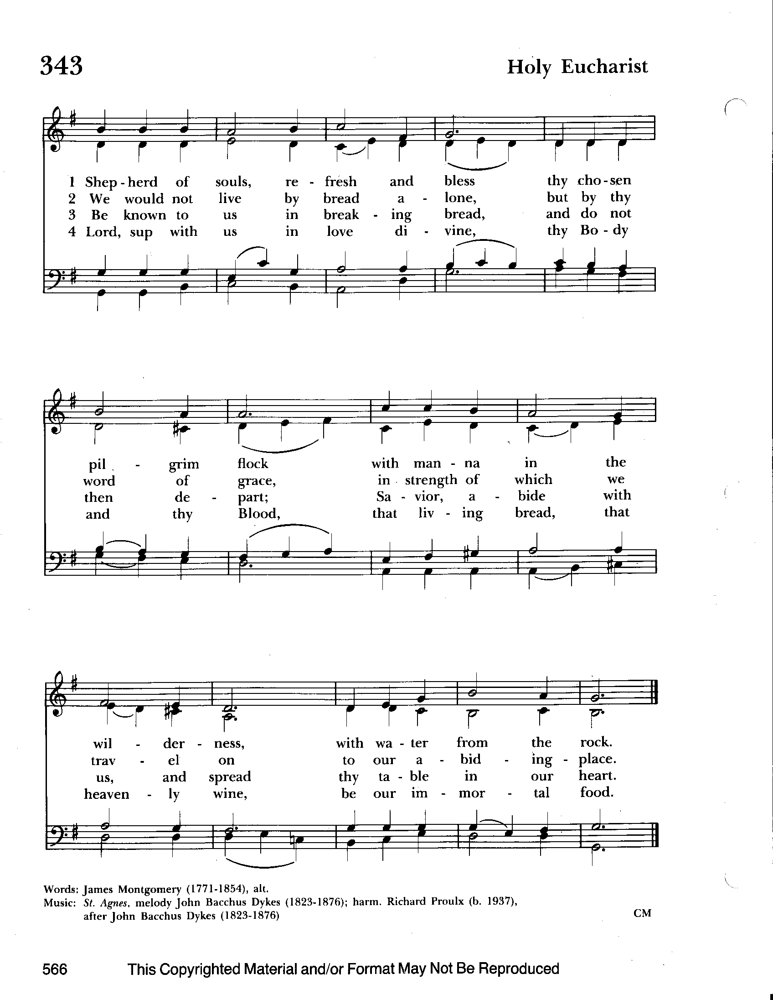 343
Holy Eucharist
1 Shep - herd of souls, re - fresh and bless thy cho - sen
2 We would not live by bread a - lone, but by thy
3 Be known to us in break - ing bread, and do not
4 Lord, sup with us in love di - vine, thy Bo - dy
pil - grim flock with man - na in the
word of grace, in strength of which we
then de - part; Sa - vior, a - bide with
and thy Blood, that liv - ing bread, that
wil - der - ness, with wa - ter from the rock.
trav - el on to our a - bid - ing - place.
us, and spread thy ta - ble in our heart.
heaven - ly wine, be our im - mor - tal food.
Words: James Montgomery (1771-1854), alt.
Music: St. Agnes, melody John Bacchus Dykes (1823-1876); harm. Richard Proulx (b. 1937),
after John Bacchus Dykes (1823-1876)
CM
566
This Copyrighted Material and/or Format May Not Be Reproduced